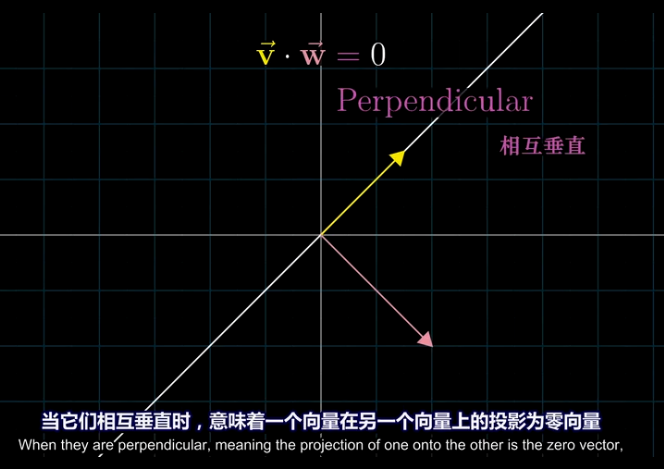 v⃗ · w⃗ = 0
Perpendicular
相互垂直
当它们相互垂直时，意味着一个向量在另一个向量上的投影为零向量
When they are perpendicular, meaning the projection of one onto the other is the zero vector,